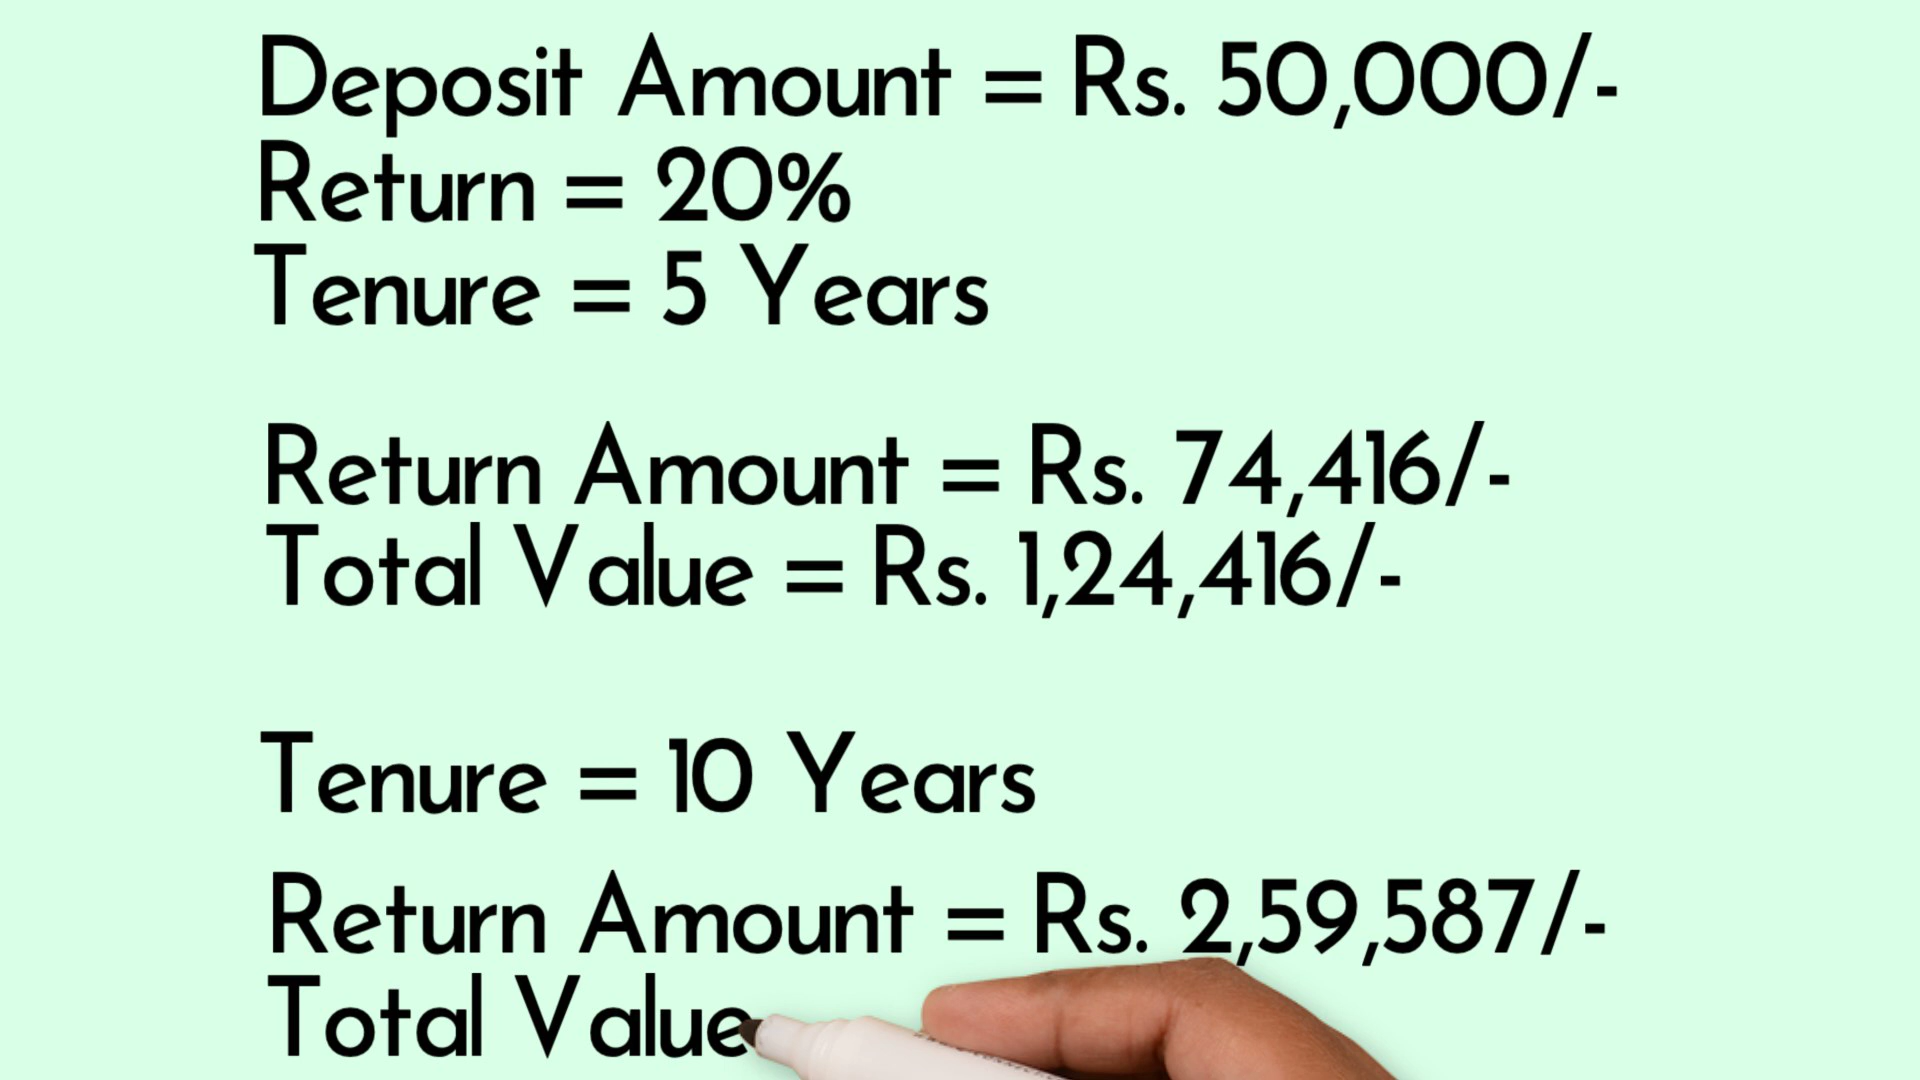 Deposit Amount = Rs. 50,000/-
Return = 20%
Tenure = 5 Years
Return Amount = Rs. 74,416/-
Total Value = Rs. 1,24,416/-
Tenure = 10 Years
Return Amount = Rs. 2,59,587/-
Total Value